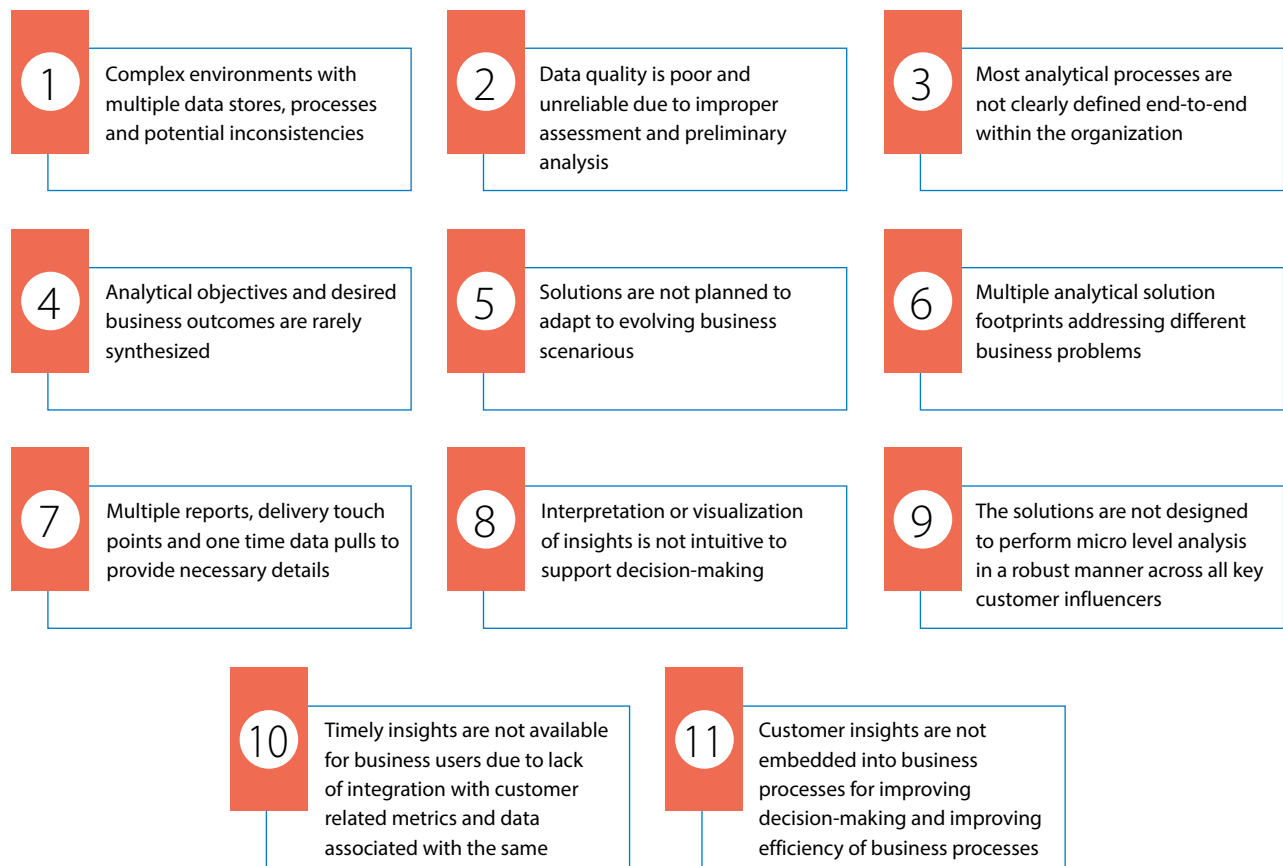 1
Complex environments with
multiple data stores, processes
and potential inconsistencies
2
Data quality is poor and
unreliable due to improper
assessment and preliminary
analysis
3
Most analytical processes are
not clearly defined end-to-end
within the organization
4
Analytical objectives and desired
business outcomes are rarely
synthesized
5
Solutions are not planned to
adapt to evolving business
scenarious
6
Multiple analytical solution
footprints addressing different
business problems
7
Multiple reports, delivery touch
points and one time data pulls to
provide necessary details
8
Interpretation or visualization
of insights is not intuitive to
support decision-making
9
The solutions are not designed
to perform micro level analysis
in a robust manner across all key
customer influencers
10
Timely insights are not available
for business users due to lack
of integration with customer
related metrics and data
associated with the same
11
Customer insights are not
embedded into business
processes for improving
decision-making and improving
efficiency of business processes